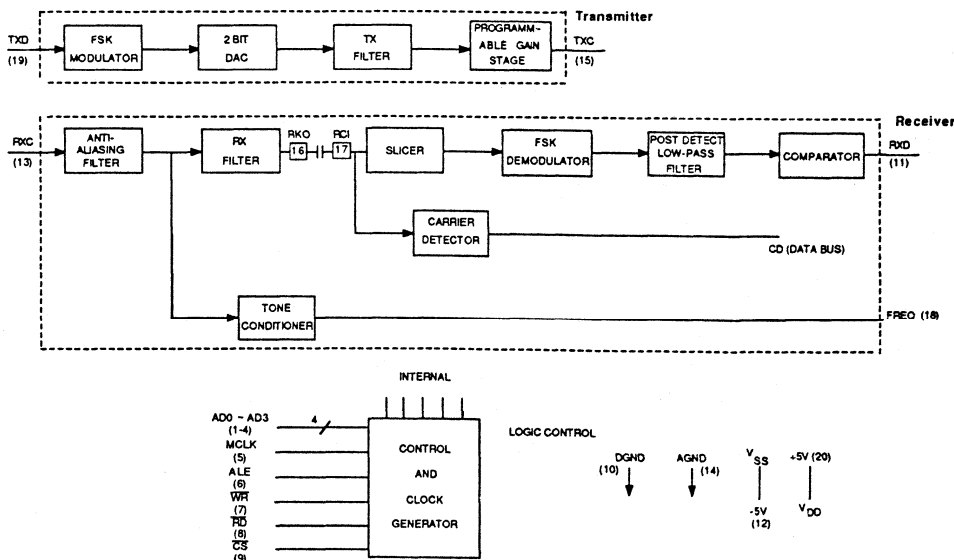 Transmitter
TXD
(19)
FSK
MODULATOR
2 BIT
DAC
TX
FILTER
PROGRAMM-
ABLE GAIN
STAGE
TXC
(15)
Receiver
RXC
(13)
ANTI-
ALIASING
FILTER
RX
FILTER
RKO
16
RCI
17
SLICER
FSK
DEMODULATOR
POST DETECT
LOW-PASS
FILTER
COMPARATOR
RXD
(11)
CARRIER
DETECTOR
CD (DATA BUS)
TONE
CONDITIONER
FREQ (18)
INTERNAL
AD0 ~ AD3
(1-4)
4
MCLK
(5)
ALE
(6)
WR
(7)
RD
(8)
CS
(9)
CONTROL
AND
CLOCK
GENERATOR
LOGIC CONTROL
DGND
(10)
AGND
(14)
VSS
-5V
(12)
+5V (20)
VDD